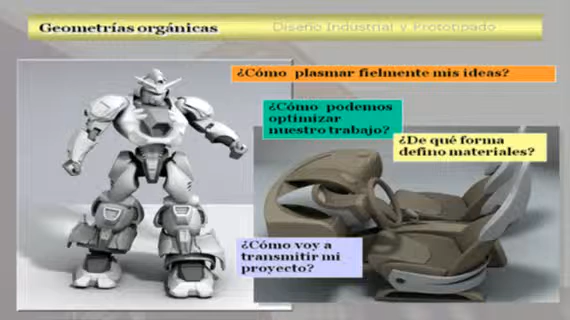 Geometrías orgánicas
Diseño Industrial y Prototipado
¿Cómo plasmar fielmente mis ideas?
¿Cómo podemos
optimizar
nuestro trabajo?
¿De qué forma
defino materiales?
¿Cómo voy a
transmitir mi
proyecto?